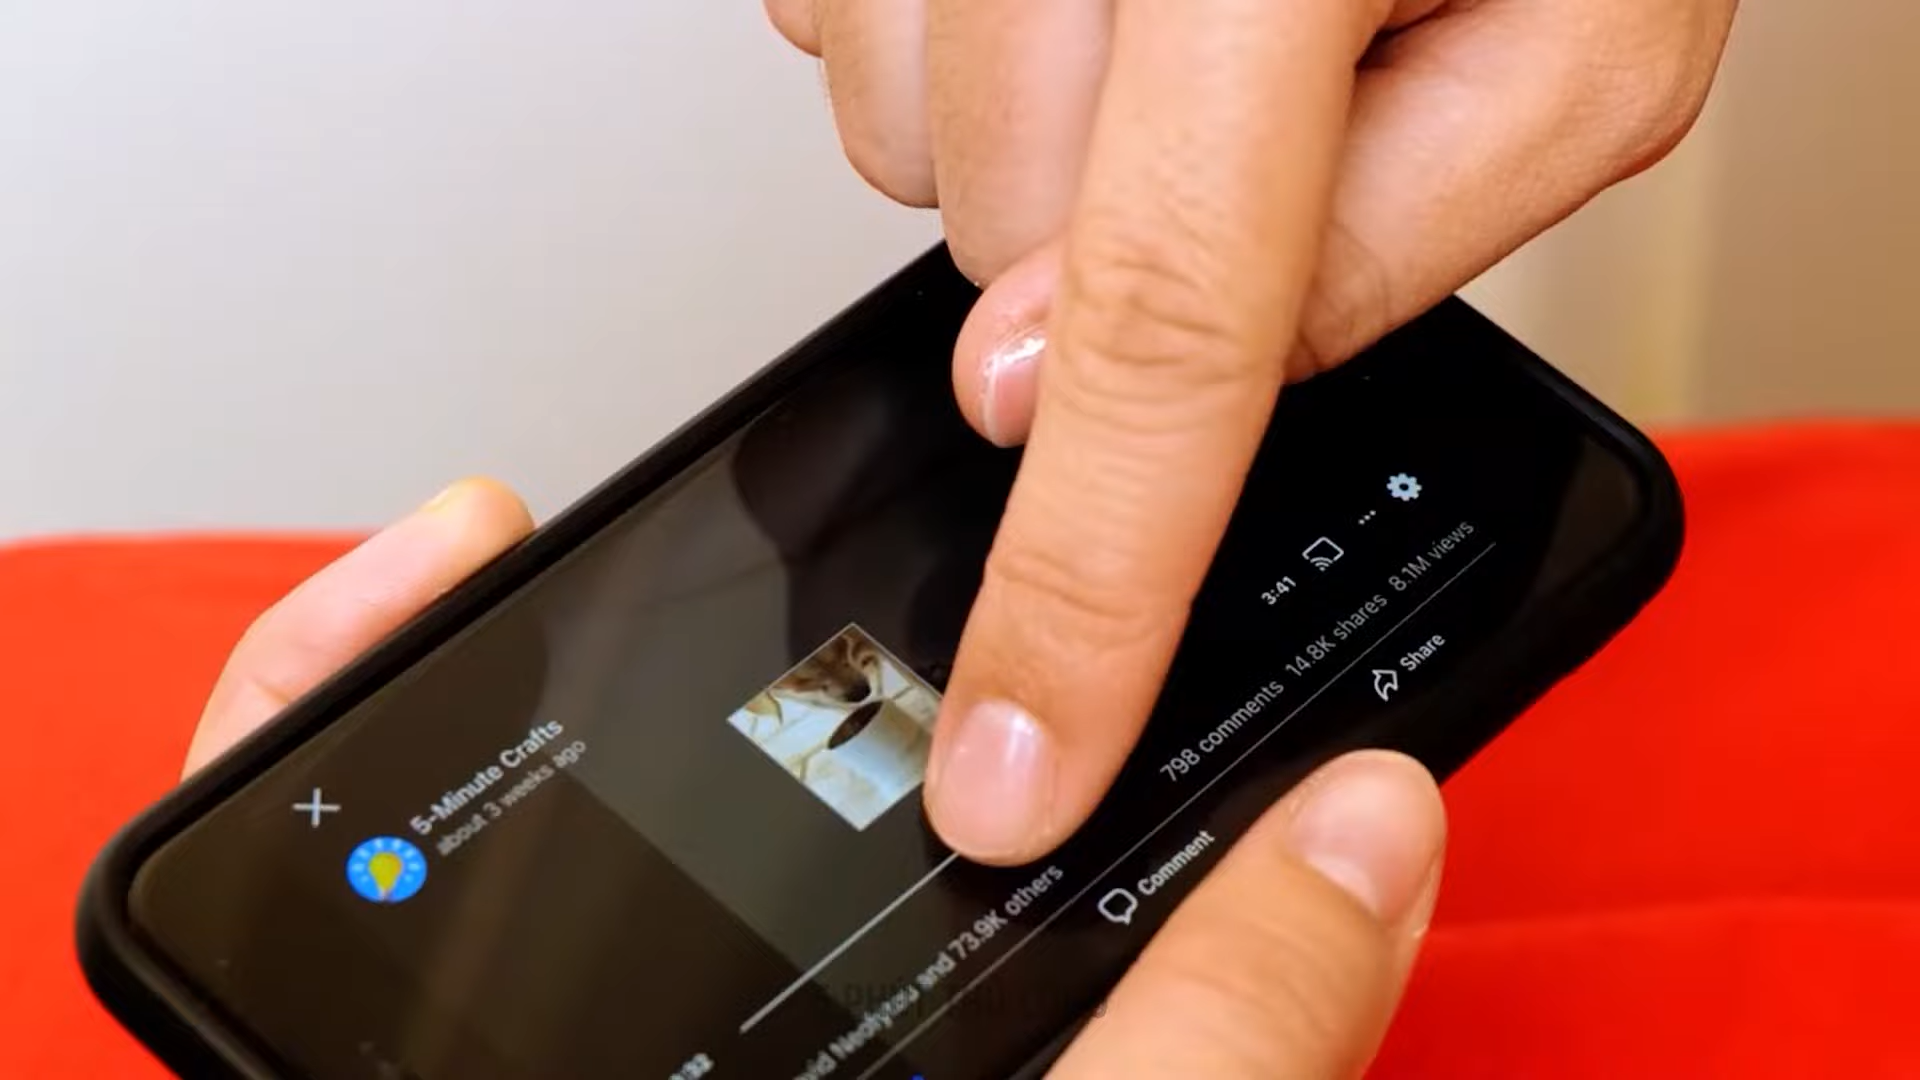 5-Minute Crafts
about 3 weeks ago
3:41
and 73.9K others
798 comments 14.8K shares 8.1M views
Comment
Share